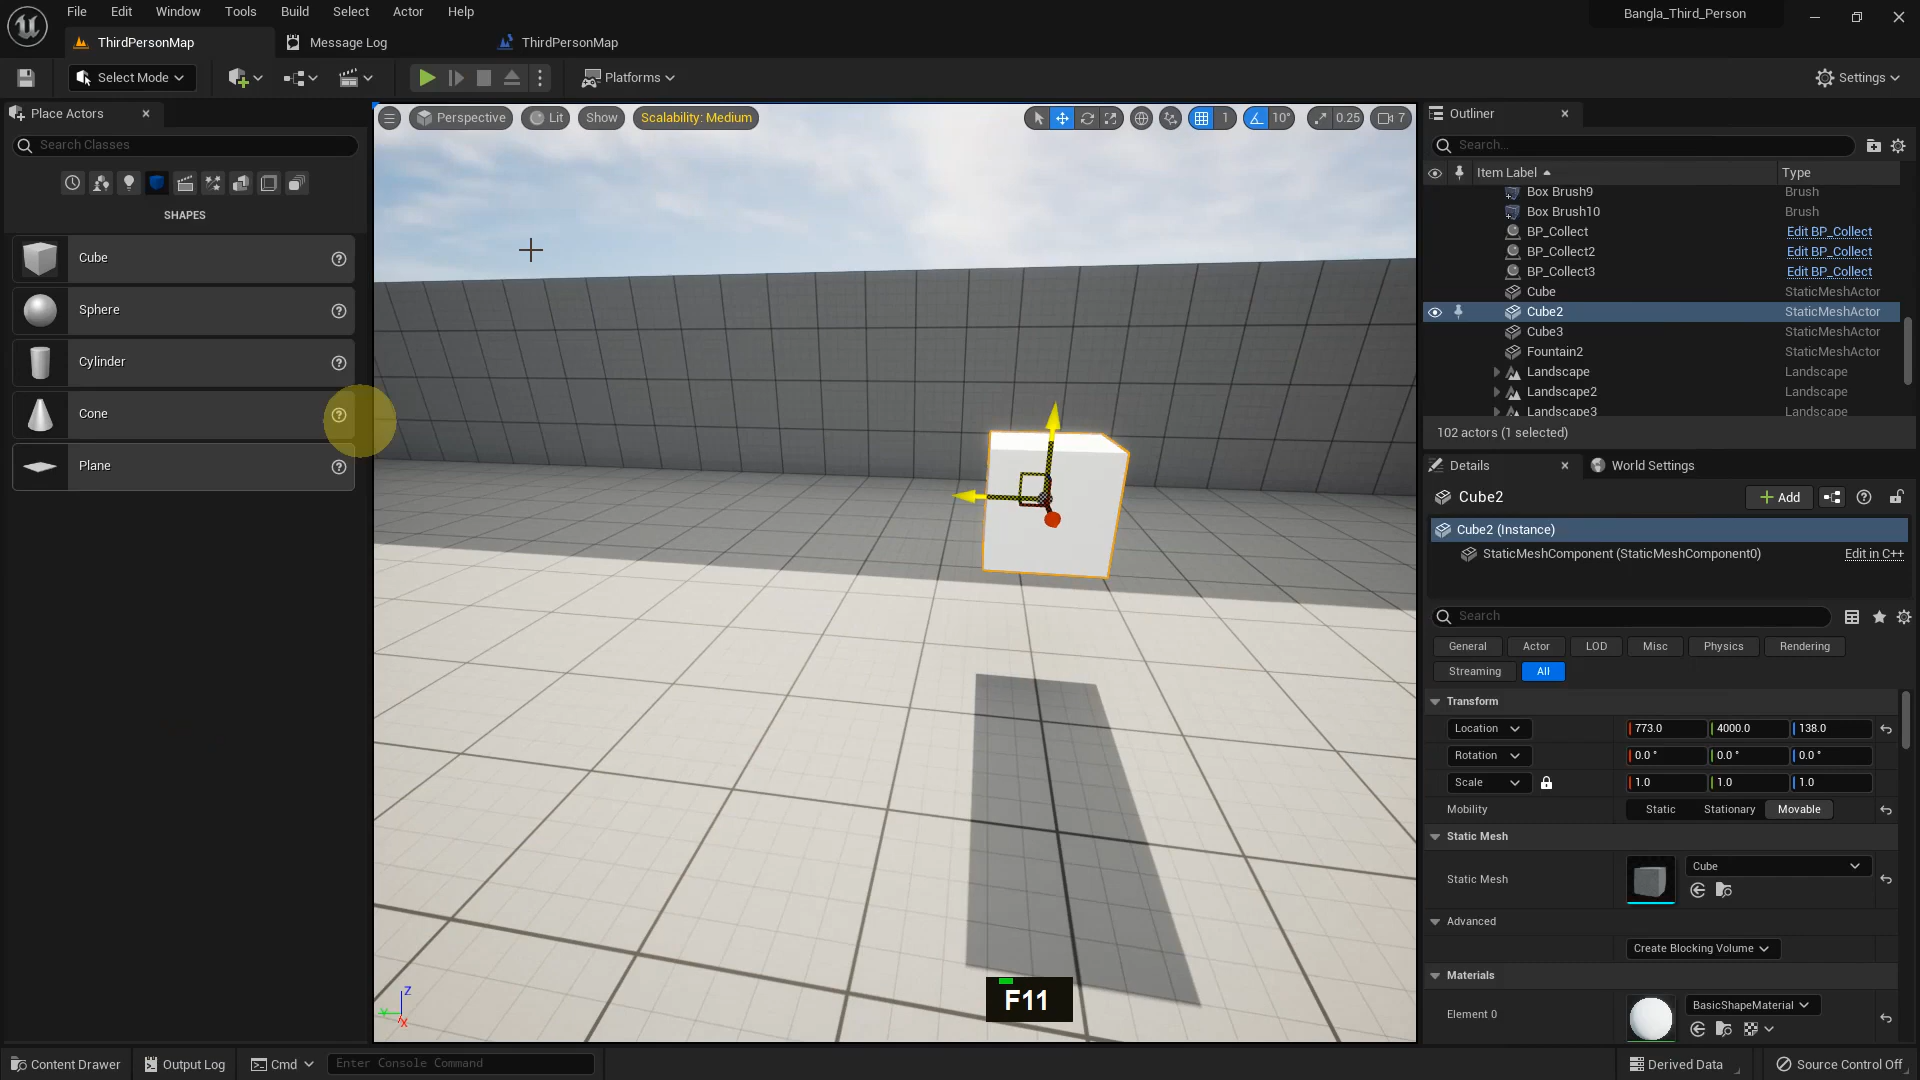 File Edit Window Tools Build Select Actor Help
Bangla_Third_Person
ThirdPersonMap
Message Log
ThirdPersonMap
Select Mode
Platforms
Settings
Place Actors
Search Classes
SHAPES
Cube
Sphere
Cylinder
Cone
Plane
Perspective Lit Show Scalability: Medium
1 10° 0.25 7
F11
Z
Y
X
Outliner
Search...
Item Label Type
Box Brush9 Brush
Box Brush10 Brush
BP_Collect Edit BP_Collect
BP_Collect2 Edit BP_Collect
BP_Collect3 Edit BP_Collect
Cube StaticMeshActor
Cube2 StaticMeshActor
Cube3 StaticMeshActor
Fountain2 StaticMeshActor
Landscape Landscape
Landscape2 Landscape
Landscape3 Landscape
102 actors (1 selected)
Details World Settings
Cube2 Add
Cube2 (Instance)
StaticMeshComponent (StaticMeshComponent0) Edit in C++
Search
General Actor LOD Misc Physics Rendering
Streaming All
Transform
Location 773.0 4000.0 138.0
Rotation 0.0 ° 0.0 ° 0.0 °
Scale 1.0 1.0 1.0
Mobility Static Stationary Movable
Static Mesh
Static Mesh Cube
Advanced
Create Blocking Volume
Materials
Element 0 BasicShapeMaterial
Content Drawer Output Log Cmd Enter Console Command
Derived Data Source Control Off